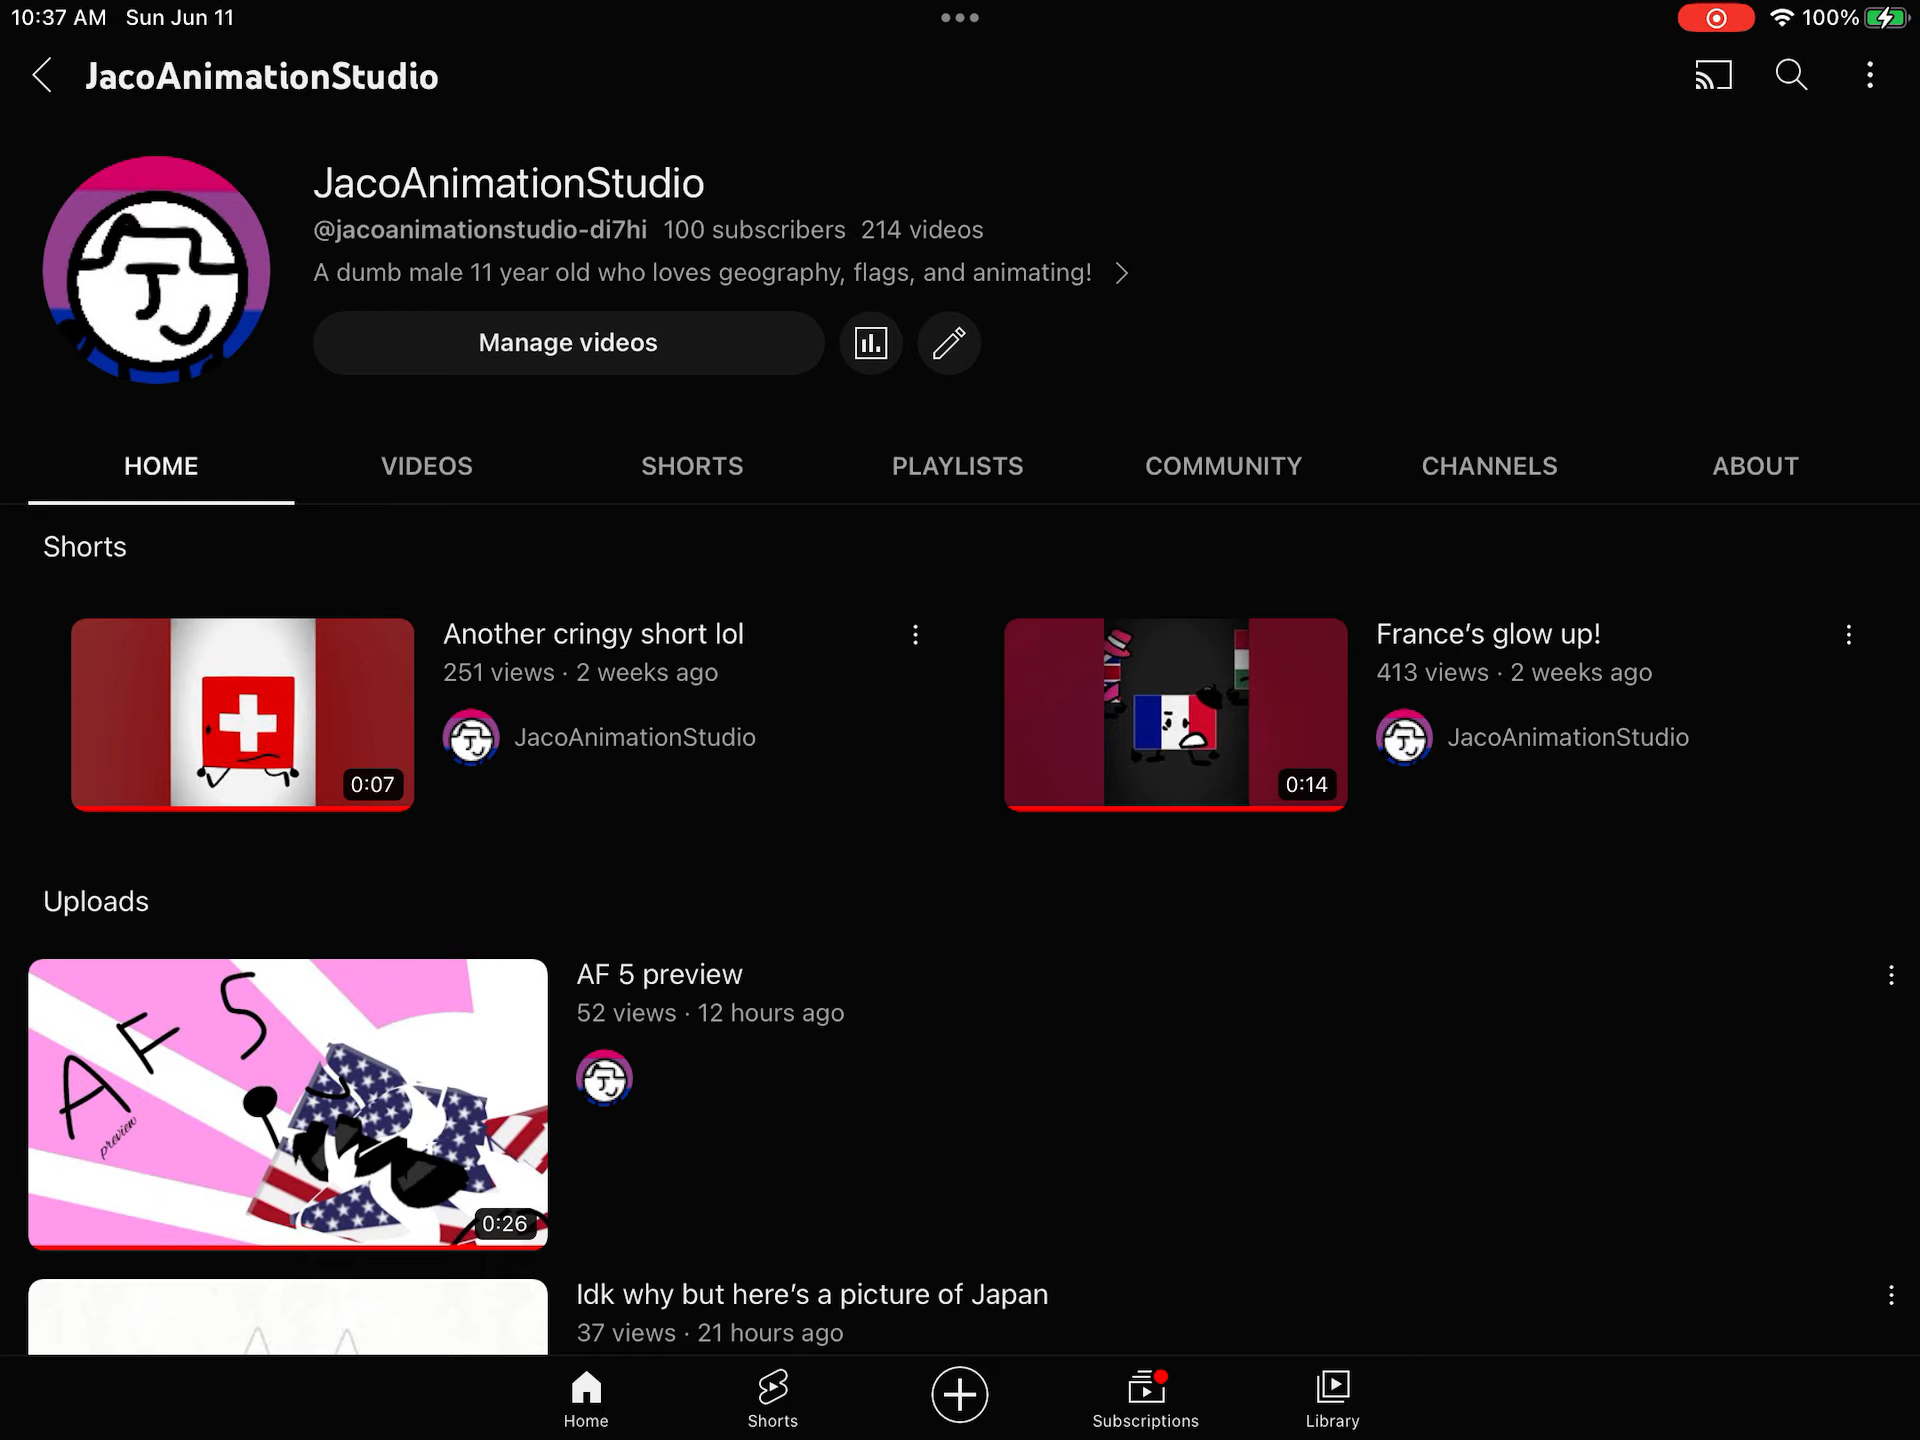 10:37 AM Sun Jun 11
100%
JacoAnimationStudio
JacoAnimationStudio
@jacoanimationstudio-di7hi 100 subscribers 214 videos
A dumb male 11 year old who loves geography, flags, and animating!
Manage videos
HOME VIDEOS SHORTS PLAYLISTS COMMUNITY CHANNELS ABOUT
Shorts
Another cringy short lol
251 views · 2 weeks ago
JacoAnimationStudio
0:07
France’s glow up!
413 views · 2 weeks ago
JacoAnimationStudio
0:14
Uploads
AF 5 preview
52 views · 12 hours ago
AF5
preview
0:26
Idk why but here’s a picture of Japan
37 views · 21 hours ago
Home Shorts Subscriptions Library